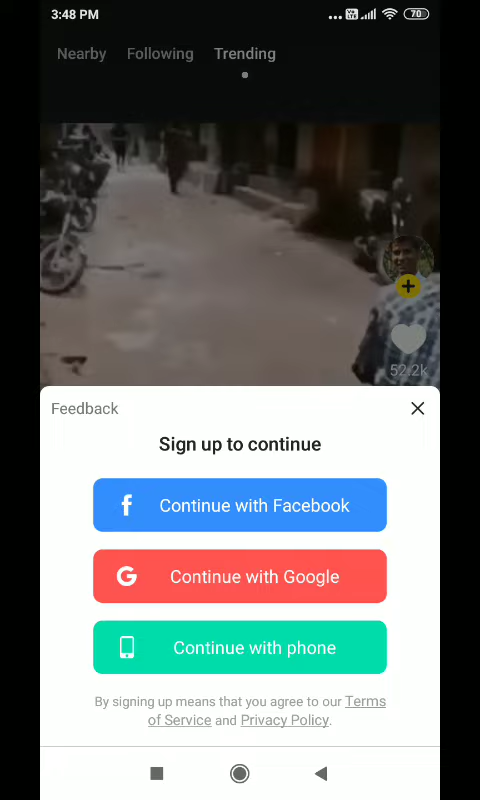 3:48 PM
70
Nearby Following Trending
52.2k
Feedback
Sign up to continue
Continue with Facebook
Continue with Google
Continue with phone
By signing up means that you agree to our Terms
of Service and Privacy Policy.